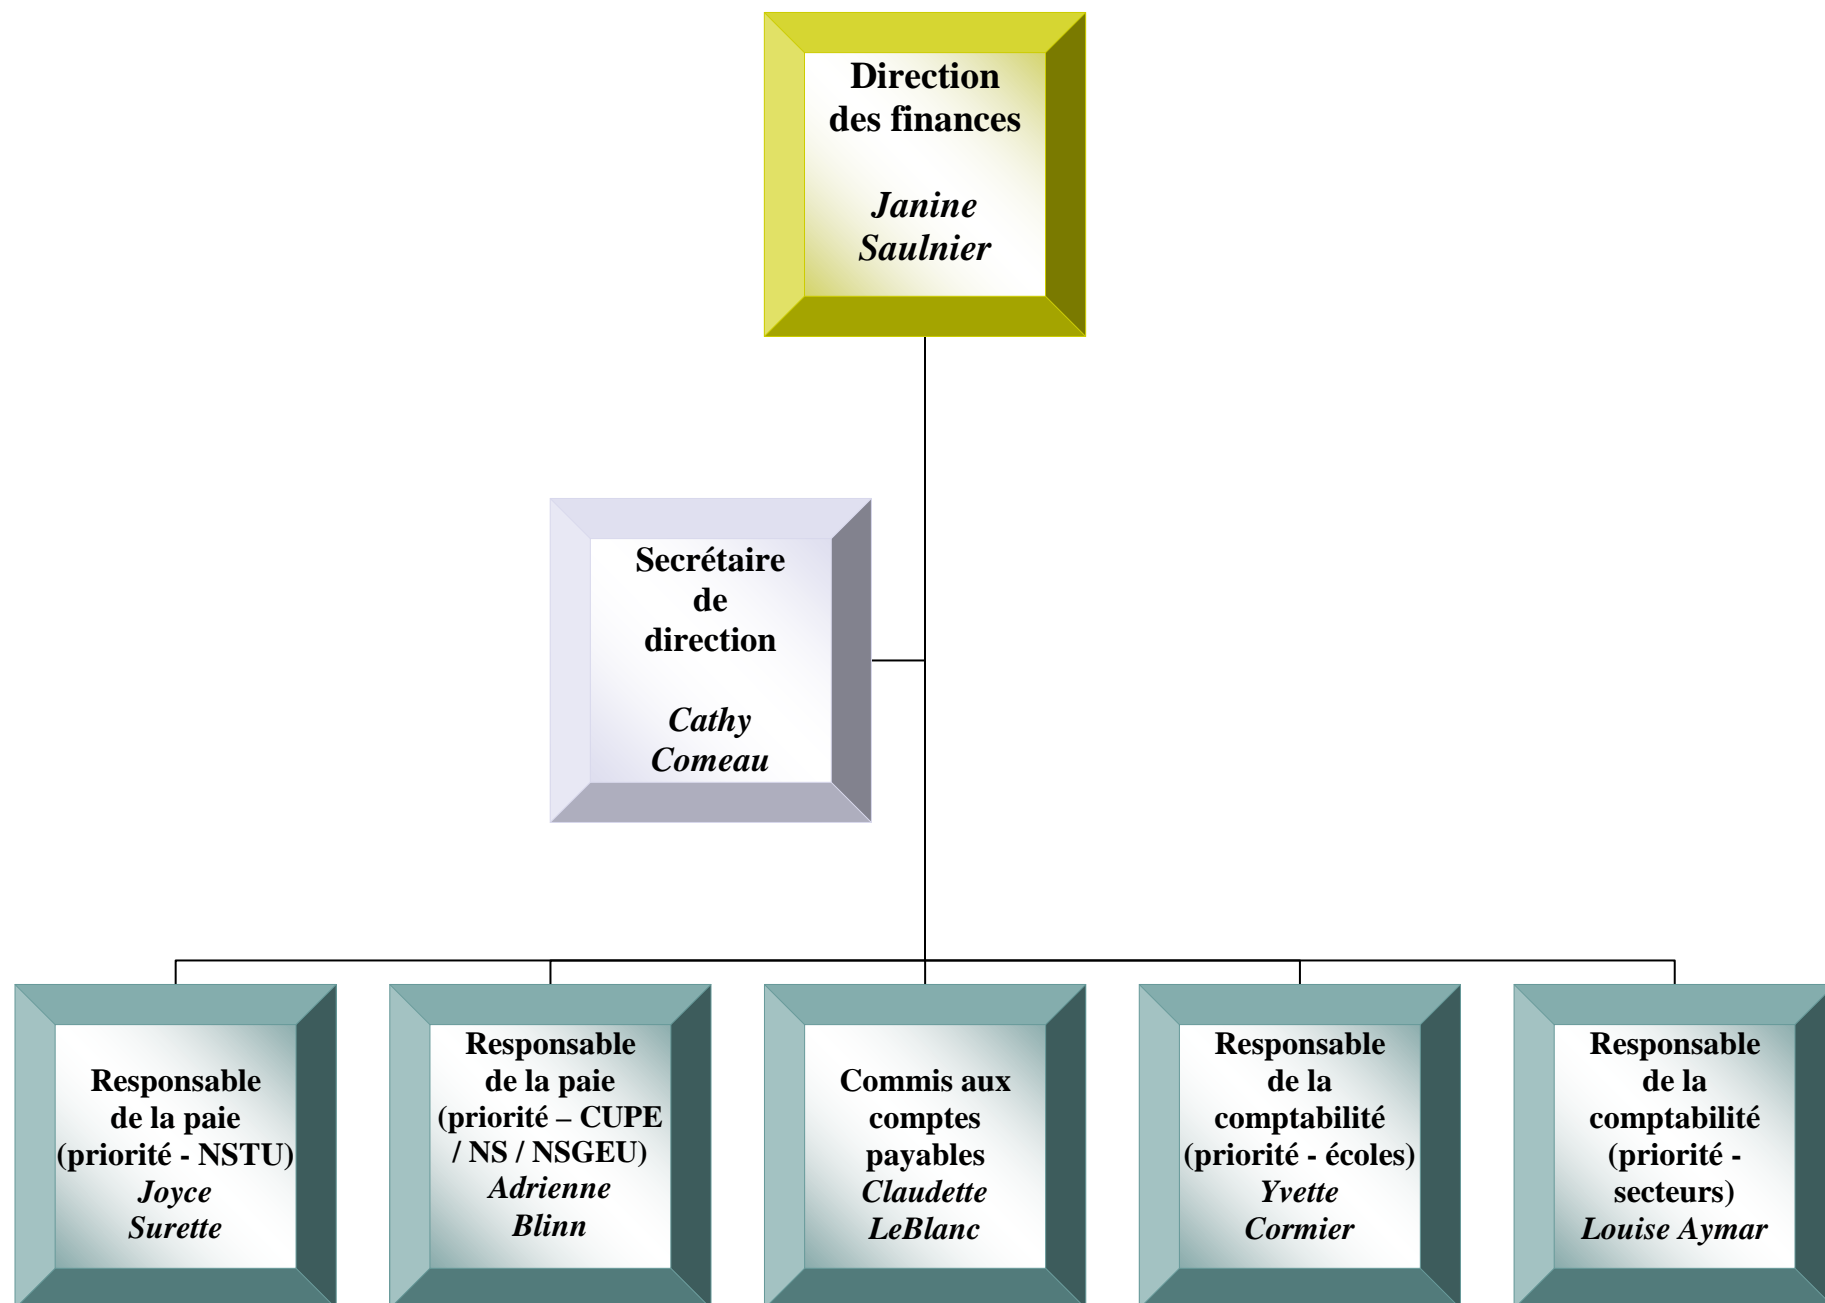 Direction
des finances
Janine
Saulnier
Secrétaire
de
direction
Cathy
Comeau
Responsable
de la paie
(priorité - NSTU)
Joyce
Surette
Responsable
de la paie
(priorité – CUPE
/ NS / NSGEU)
Adrienne
Blinn
Commis aux
comptes
payables
Claudette
LeBlanc
Responsable
de la
comptabilité
(priorité - écoles)
Yvette
Cormier
Responsable
de la
comptabilité
(priorité -
secteurs)
Louise Aymar